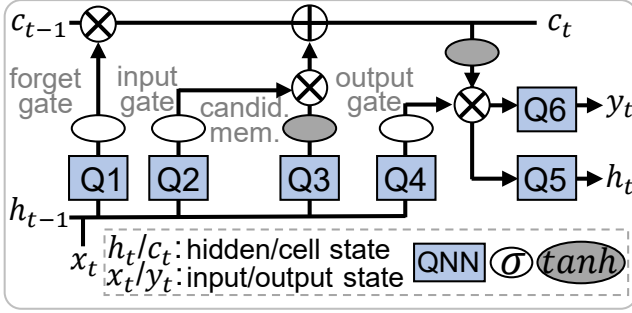 c_{t-1} c_t
forget gate
input gate
candid. mem.
output gate
Q1 Q2 Q3 Q4 Q6 y_t
Q5 h_t
h_{t-1}
x_t
h_t/c_t: hidden/cell state
x_t/y_t: input/output state
QNN σ tanh